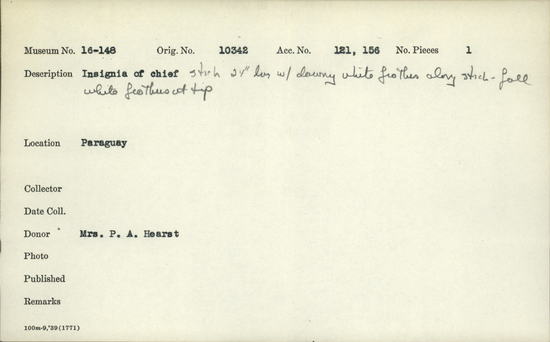 Museum No. 16-148 Orig. No. 10342 Acc. No. 121, 156 No. Pieces 1
Description Insignia of chief stick 24" long w/ downy white feathers along stick - full
white feathers at tip
Location Paraguay
Collector
Date Coll.
Donor Mrs. P. A. Hearst
Photo
Published
Remarks
100m-9,'39(1771)